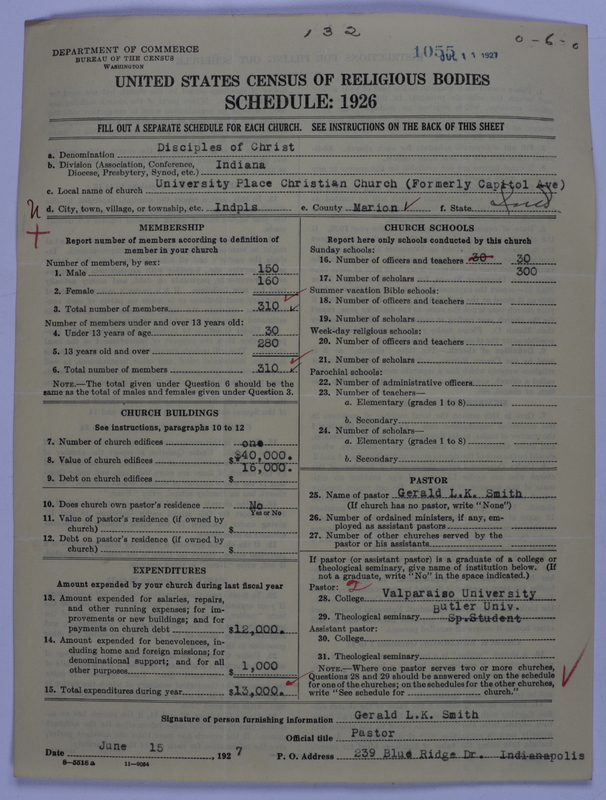 132
0-6-0
1055 JUL 11 1927
DEPARTMENT OF COMMERCE
BUREAU OF THE CENSUS
WASHINGTON
UNITED STATES CENSUS OF RELIGIOUS BODIES
SCHEDULE: 1926
FILL OUT A SEPARATE SCHEDULE FOR EACH CHURCH. SEE INSTRUCTIONS ON THE BACK OF THIS SHEET
a. Denomination Disciples of Christ
b. Division (Association, Conference, Diocese, Presbytery, Synod, etc.) Indiana
c. Local name of church University Place Christian Church (Formerly Capitol Ave)
d. City, town, village, or township, etc. Indpls e. County Marion f. State Ind
MEMBERSHIP
Report number of members according to definition of
member in your church
Number of members, by sex:
1. Male 150
2. Female 160
3. Total number of members 310
Number of members under and over 13 years old:
4. Under 13 years of age 30
5. 13 years old and over 280
6. Total number of members 310
NOTE.—The total given under Question 6 should be the
same as the total of males and females given under Question 3.
CHURCH BUILDINGS
See instructions, paragraphs 10 to 12
7. Number of church edifices one
8. Value of church edifices $40,000.
9. Debt on church edifices $ 16,000.
10. Does church own pastor's residence No
Yes or No
11. Value of pastor's residence (if owned by
church) $
12. Debt on pastor's residence (if owned by
church) $
EXPENDITURES
Amount expended by your church during last fiscal year
13. Amount expended for salaries, repairs,
and other running expenses; for im-
provements or new buildings; and for
payments on church debt $12,000.
14. Amount expended for benevolences, in-
cluding home and foreign missions; for
denominational support; and for all
other purposes $ 1,000
15. Total expenditures during year $13,000.
CHURCH SCHOOLS
Report here only schools conducted by this church
Sunday schools:
16. Number of officers and teachers 30 30
17. Number of scholars 300
Summer vacation Bible schools:
18. Number of officers and teachers
19. Number of scholars
Week-day religious schools:
20. Number of officers and teachers
21. Number of scholars
Parochial schools:
22. Number of administrative officers
23. Number of teachers—
a. Elementary (grades 1 to 8)
b. Secondary
24. Number of scholars—
a. Elementary (grades 1 to 8)
b. Secondary
PASTOR
25. Name of pastor Gerald L.K. Smith
(If church has no pastor, write "None")
26. Number of ordained ministers, if any, em-
ployed as assistant pastors
27. Number of other churches served by the
pastor or his assistants
If pastor (or assistant pastor) is a graduate of a college or
theological seminary, give name of institution below. (If
not a graduate, write "No" in the space indicated.)
Pastor: 2
28. College Valparaiso University
Butler Univ.
29. Theological seminary Sp.Student
Assistant pastor:
30. College
31. Theological seminary
NOTE.—Where one pastor serves two or more churches,
Questions 28 and 29 should be answered only on the schedule
for one of the churches; on the schedules for the other churches,
write "See schedule for church."
Signature of person furnishing information Gerald L.K. Smith
Official title Pastor
Date June 15, 1927 P. O. Address 239 Blue Ridge Dr. Indianapolis
8—5516 a 11—9034